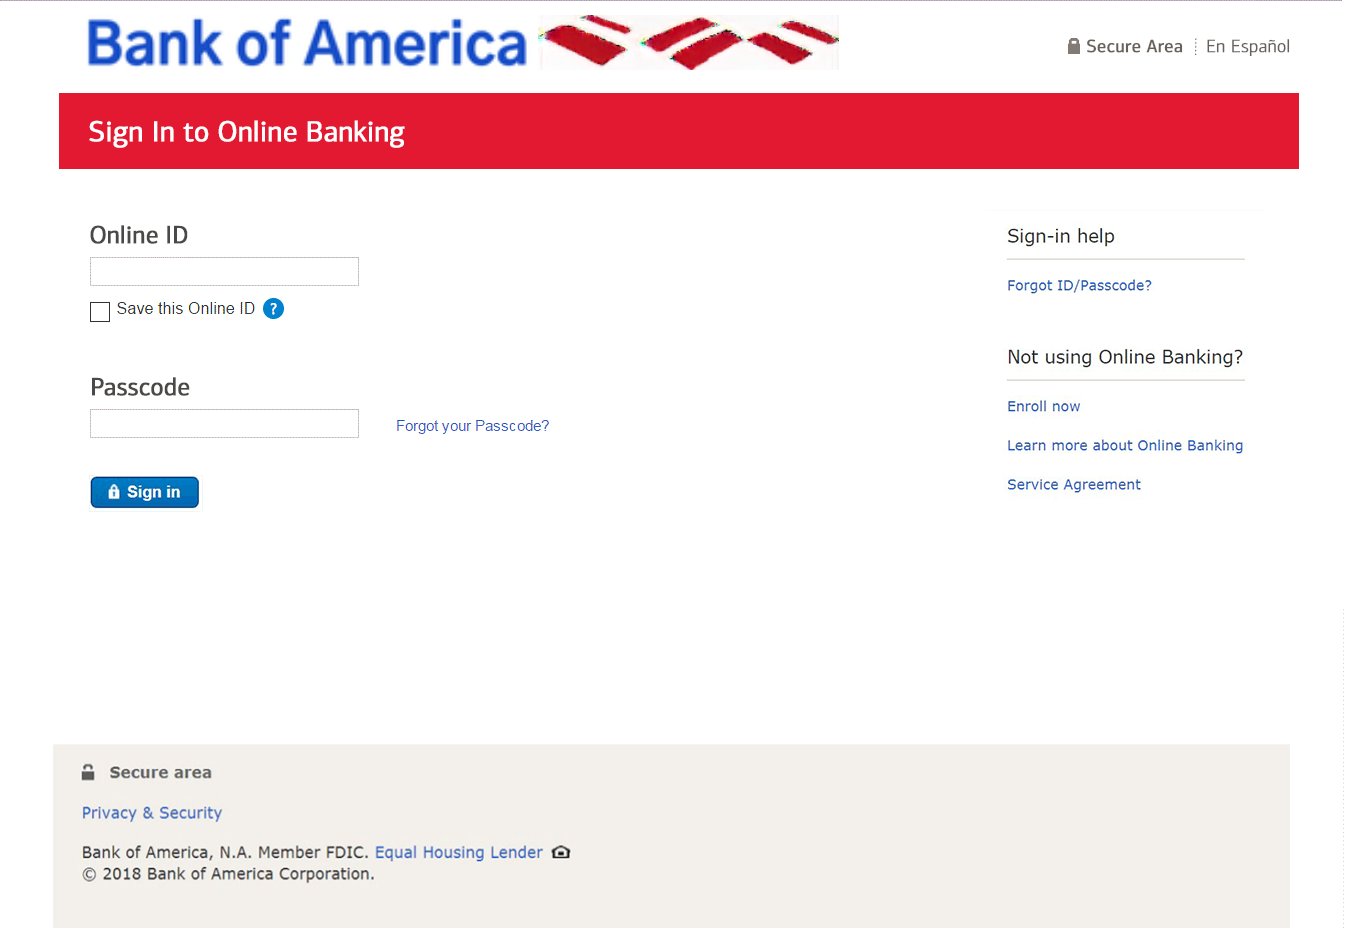 Bank of America
Secure Area
En Español
Sign In to Online Banking
Online ID
Save this Online ID ?
Passcode
Forgot your Passcode?
Sign in
Sign-in help
Forgot ID/Passcode?
Not using Online Banking?
Enroll now
Learn more about Online Banking
Service Agreement
Secure area
Privacy & Security
Bank of America, N.A. Member FDIC. Equal Housing Lender
© 2018 Bank of America Corporation.